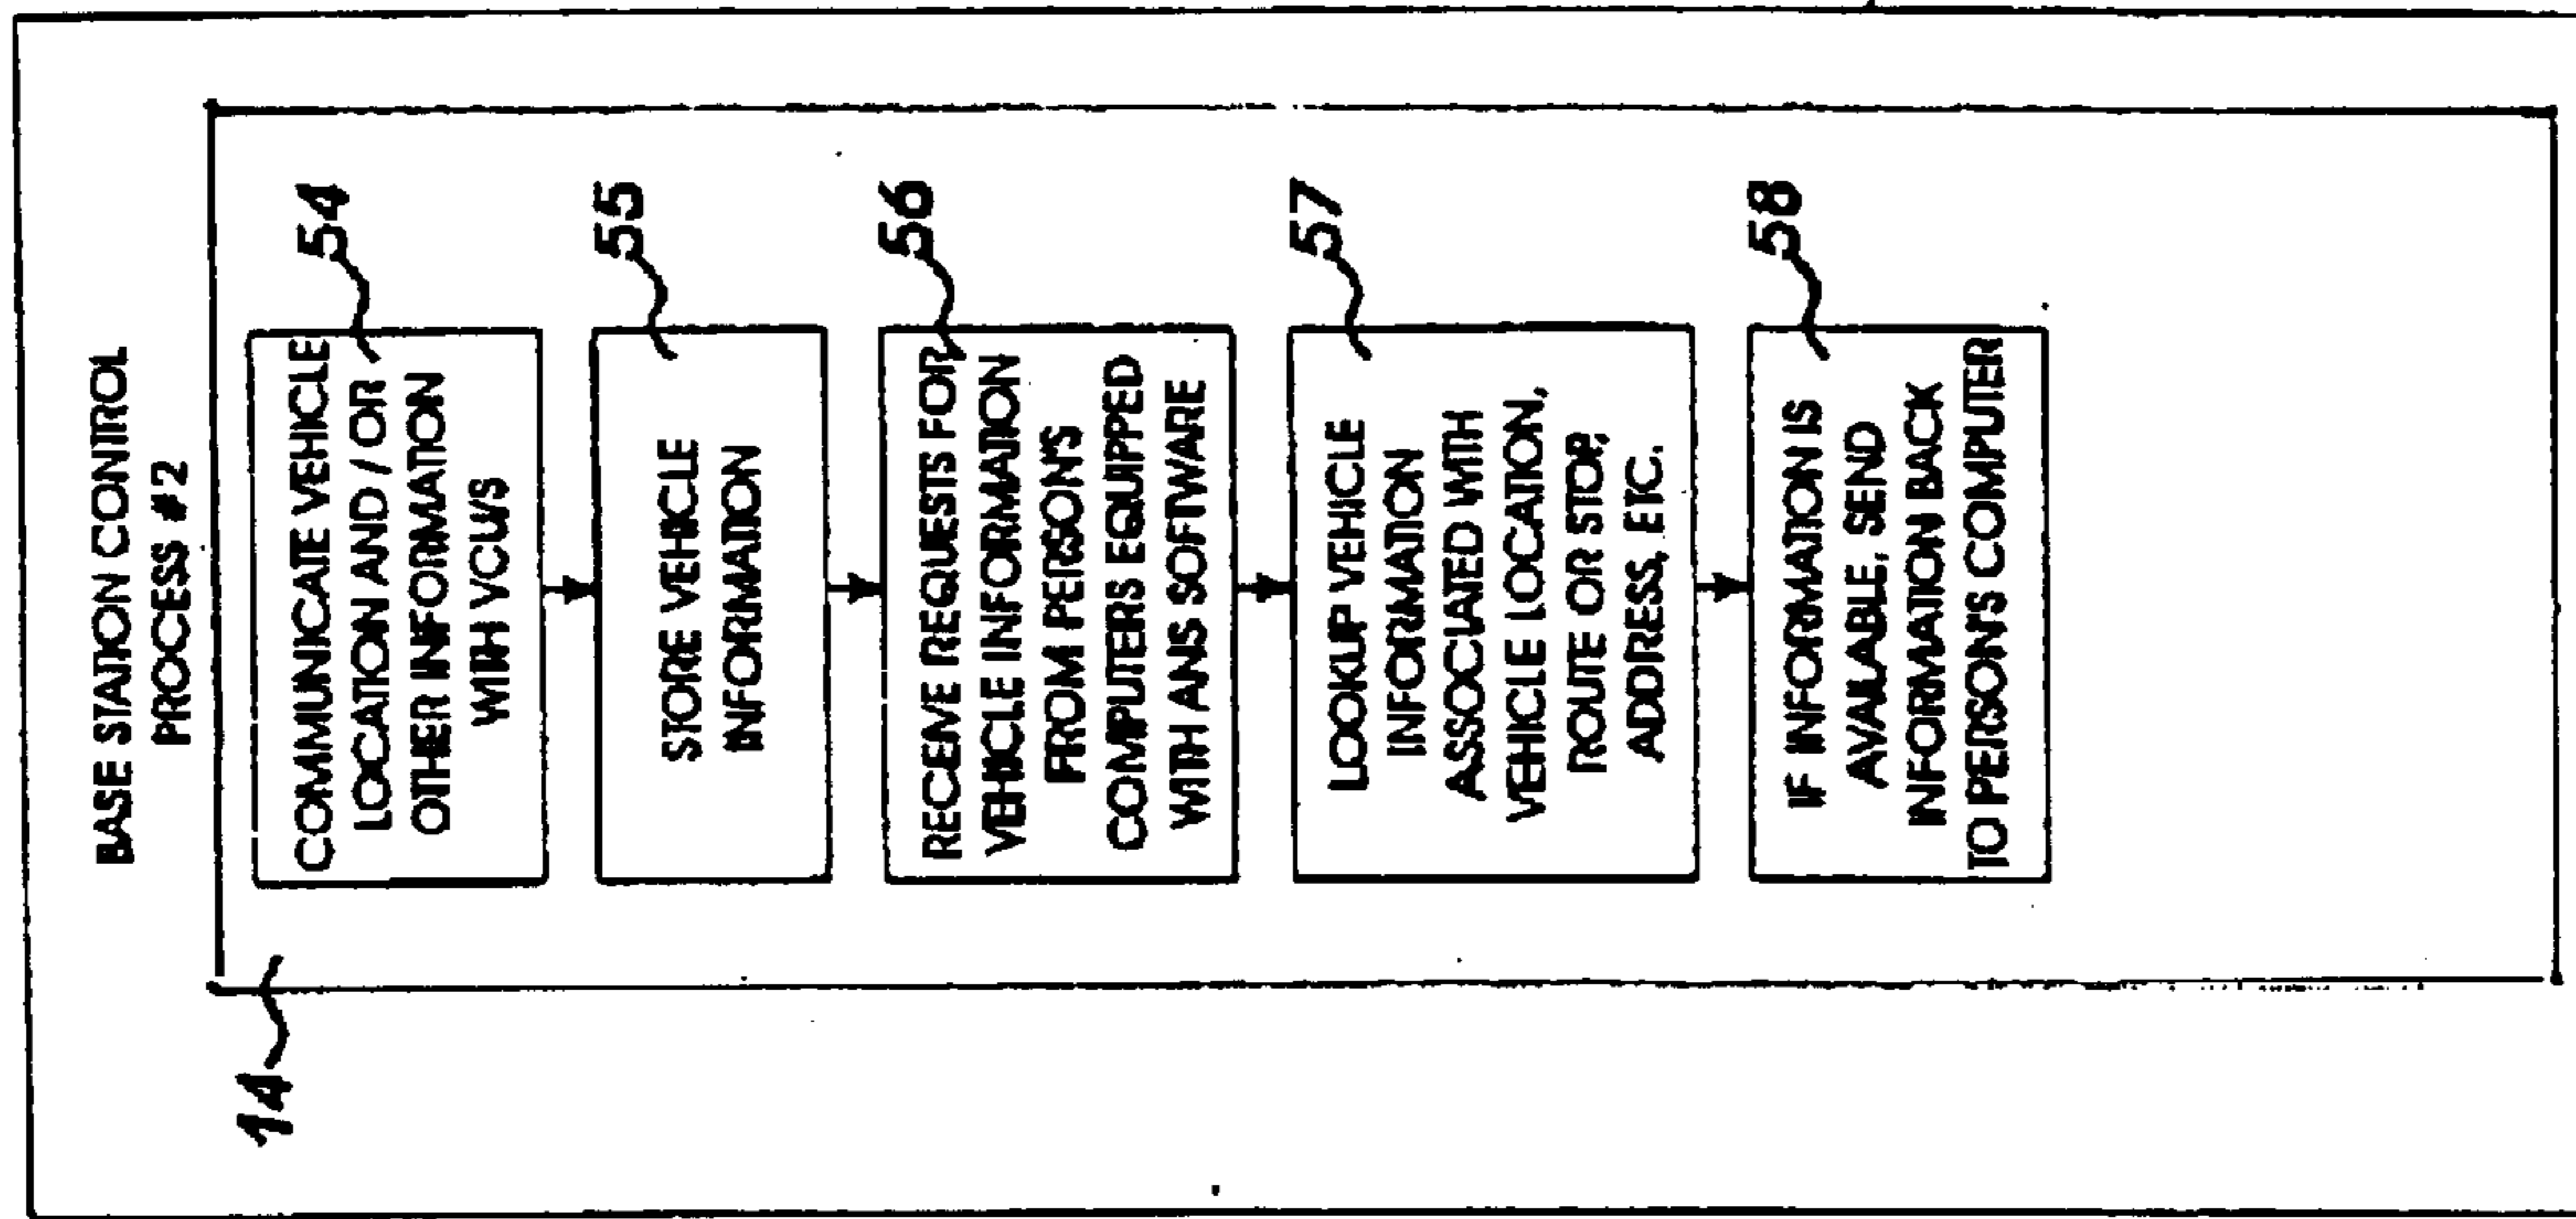 BASE STATION CONTROL
PROCESS #2
14
COMMUNICATE VEHICLE
LOCATION AND / OR
OTHER INFORMATION
WITH VCU'S
54
STORE VEHICLE
INFORMATION
55
RECEIVE REQUESTS FOR
VEHICLE INFORMATION
FROM PERSON'S
COMPUTERS EQUIPPED
WITH ANS SOFTWARE
56
LOOKUP VEHICLE
INFORMATION
ASSOCIATED WITH
VEHICLE LOCATION,
ROUTE OR STOP,
ADDRESS, ETC.
57
IF INFORMATION IS
AVAILABLE, SEND
INFORMATION BACK
TO PERSON'S COMPUTER
58